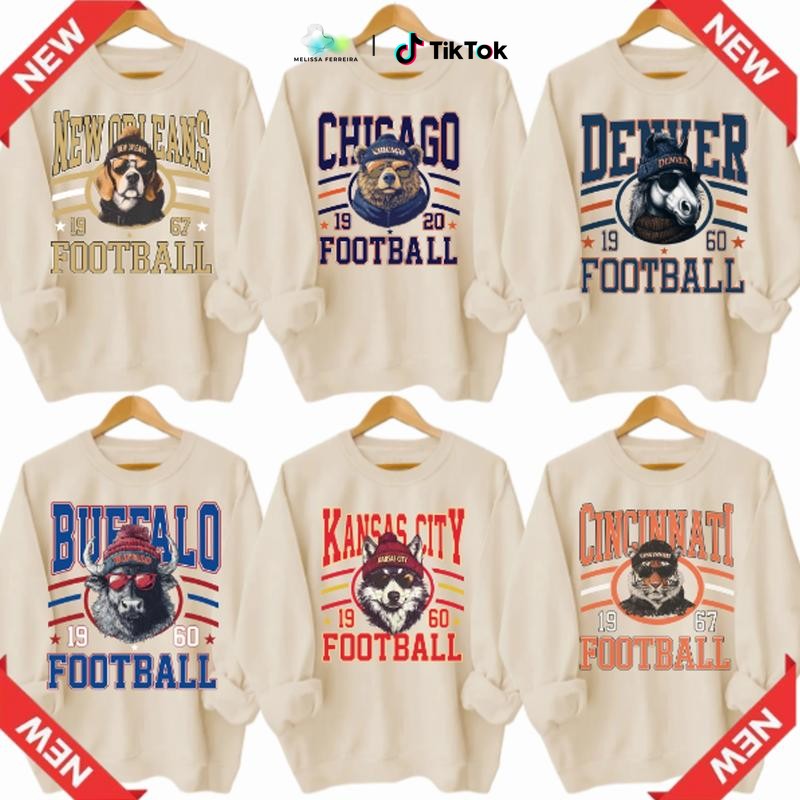 NEW
NEW
MELISSA FERREIRA
TikTok
NEW ORLEANS
NEW ORLEANS
19 67
FOOTBALL
CHICAGO
CHICAGO
19 20
FOOTBALL
DENVER
DENVER
19 60
FOOTBALL
BUFFALO
BUFFALO
19 60
FOOTBALL
KANSAS CITY
KANSAS CITY
19 60
FOOTBALL
CINCINNATI
CINCINNATI
19 67
FOOTBALL
NEW
NEW